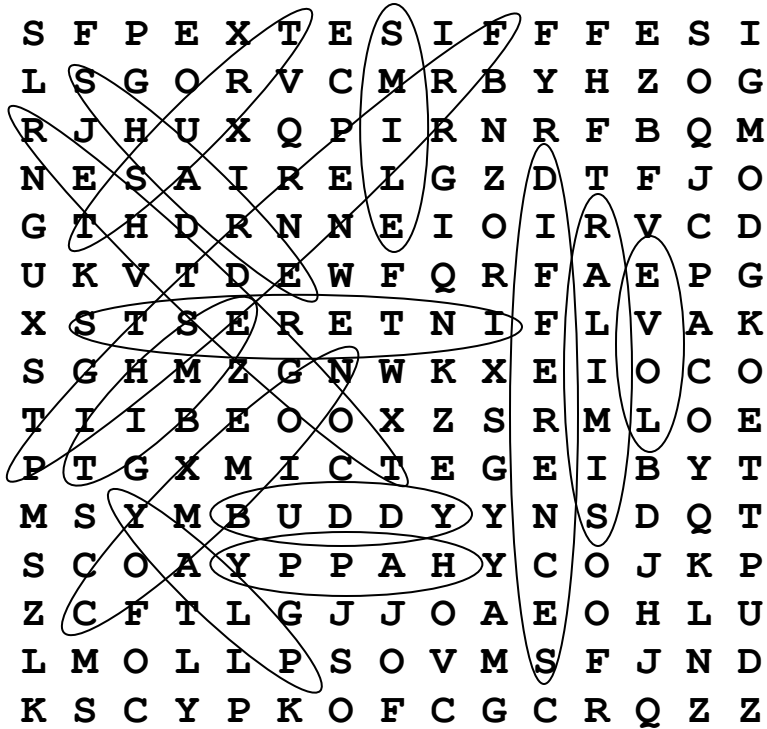 S F P E X T E S I F F F E S I
L S G O R V C M R B Y H Z O G
R J H U X Q P I R N R F B Q M
N E S A I R E L G Z D T F J O
G T H D R N N E I O I R V C D
U K V T D E W F Q R F A E P G
X S T S E R E T N I F L V A K
S G H M Z G N W K X E I O C O
T I I B E O O X Z S R M L O E
P T G X M I C T E G E I B Y T
M S Y M B U D D Y Y N S D Q T
S C O A Y P P A H Y C O J K P
Z C F T L G J J O A E O H L U
L M O L L P S O V M S F J N D
K S C Y P K O F C G C R Q Z Z